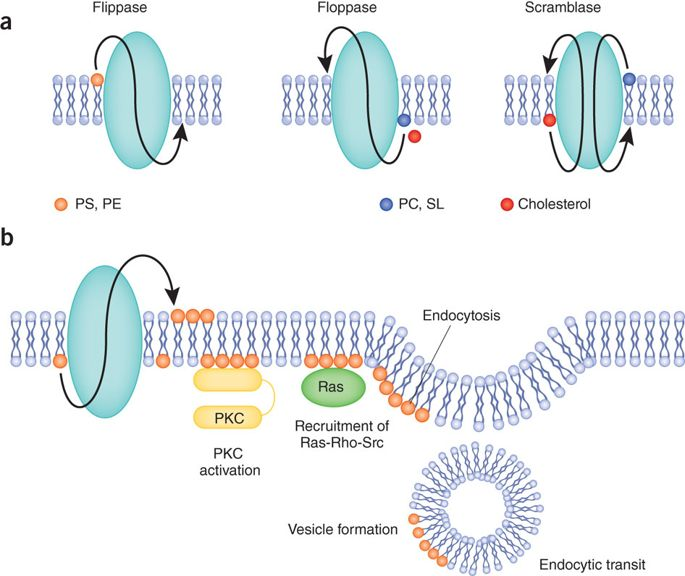 a
Flippase
Floppase
Scramblase
PS, PE
PC, SL
Cholesterol
b
Endocytosis
Ras
PKC
Recruitment of
Ras-Rho-Src
PKC
activation
Vesicle formation
Endocytic transit